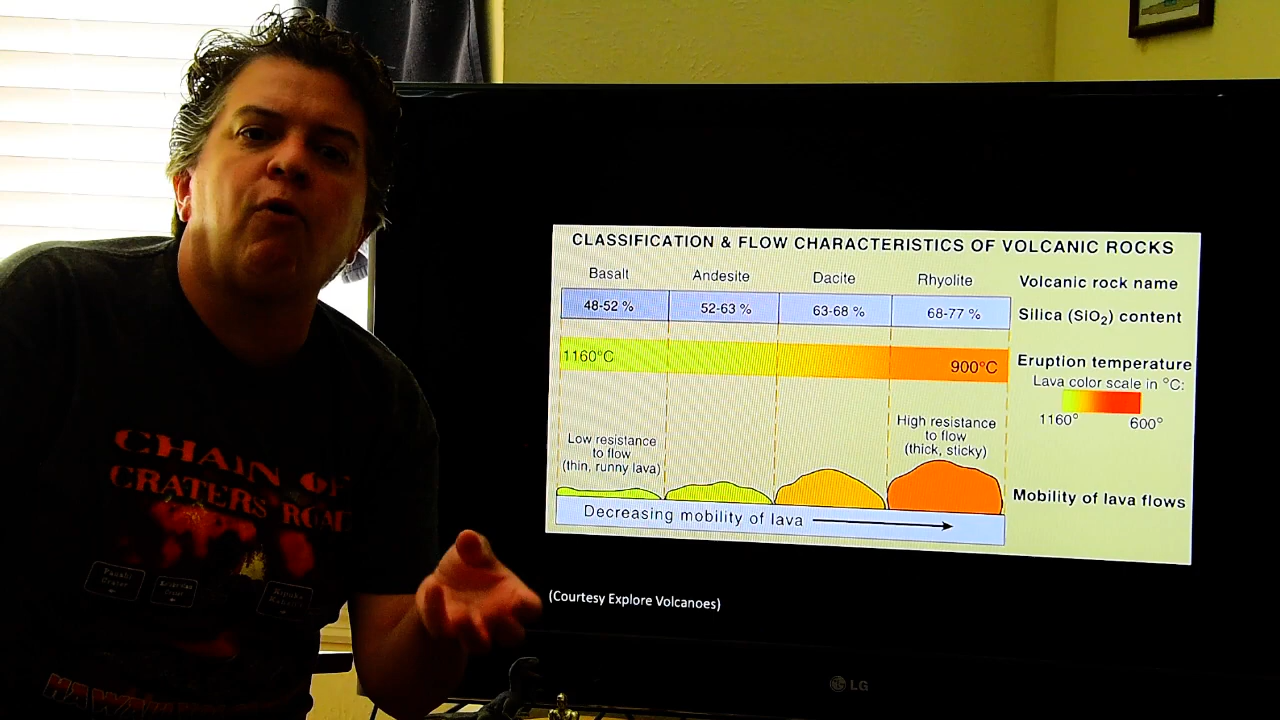 CLASSIFICATION & FLOW CHARACTERISTICS OF VOLCANIC ROCKS
Basalt Andesite Dacite Rhyolite Volcanic rock name
48-52 % 52-63 % 63-68 % 68-77 % Silica (SiO₂) content
1160°C 900°C Eruption temperature
Lava color scale in °C:
1160° 600°
Low resistance
to flow
(thin, runny lava)
High resistance
to flow
(thick, sticky)
Mobility of lava flows
Decreasing mobility of lava
(Courtesy Explore Volcanoes)
LG
CHAIN OF
CRATERS ROAD
Pauahi
Crater